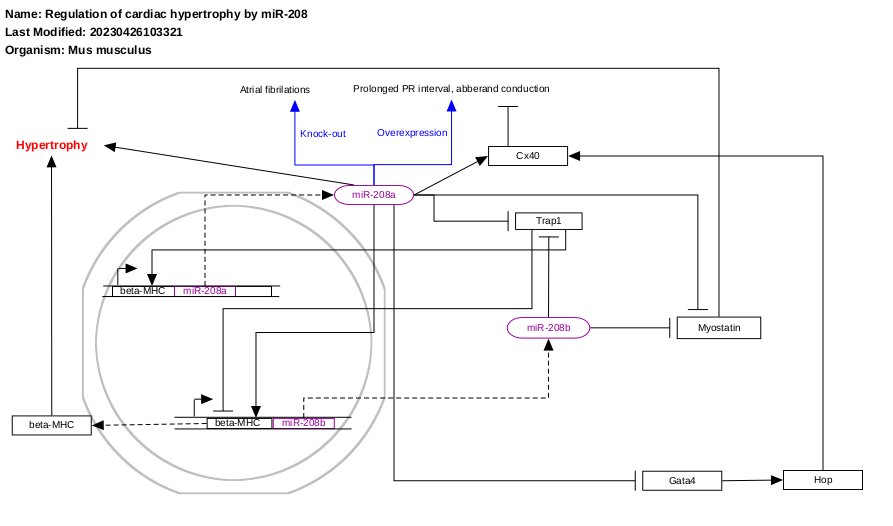 Name: Regulation of cardiac hypertrophy by miR-208
Last Modified: 20230426103321
Organism: Mus musculus
Atrial fibrilations
Prolonged PR interval, abberand conduction
Knock-out
Overexpression
Hypertrophy
Cx40
miR-208a
Trap1
beta-MHC
miR-208a
miR-208b
Myostatin
beta-MHC
beta-MHC
miR-208b
Gata4
Hop